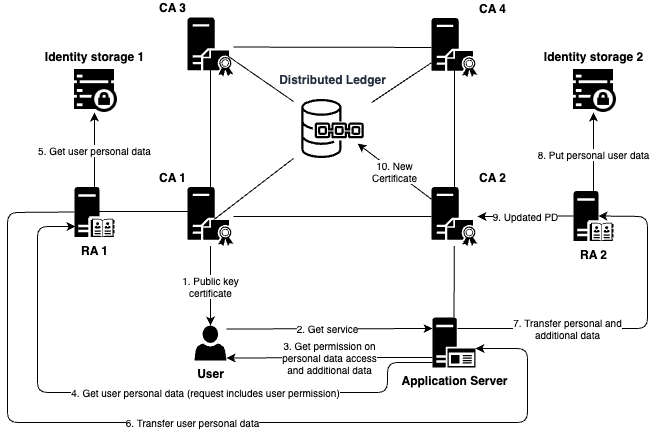 CA 3
CA 4
Identity storage 1
Identity storage 2
Distributed Ledger
5. Get user personal data
8. Put personal user data
10. New
Certificate
CA 1
CA 2
9. Updated PD
RA 1
RA 2
1. Public key
certificate
2. Get service
7. Transfer personal and
additional data
3. Get permission on
personal data access
and additional data
User
Application Server
4. Get user personal data (request includes user permission)
6. Transfer user personal data